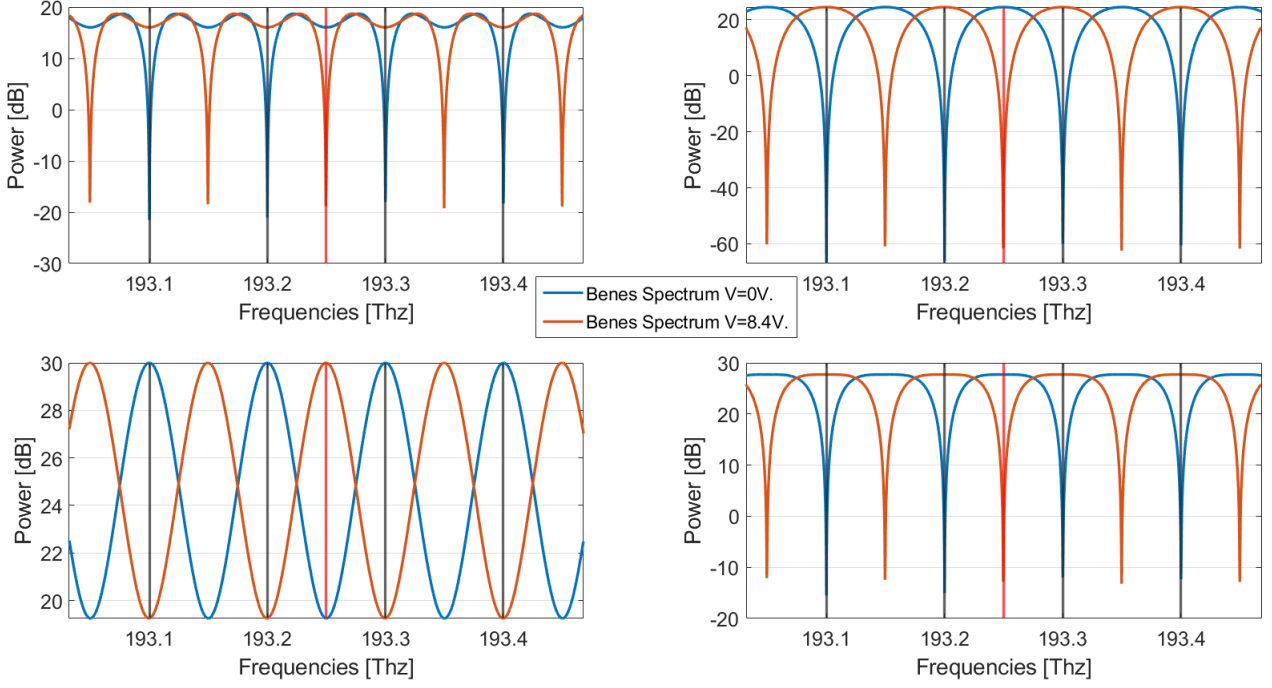 20
10
0
-10
-20
-30
Power [dB]
193.1 193.2 193.3 193.4
Frequencies [Thz]
20
0
-20
-40
-60
Power [dB]
193.1 193.2 193.3 193.4
Frequencies [Thz]
Benes Spectrum V=0V.
Benes Spectrum V=8.4V.
30
28
26
24
22
20
Power [dB]
193.1 193.2 193.3 193.4
Frequencies [Thz]
30
20
10
0
-10
-20
Power [dB]
193.1 193.2 193.3 193.4
Frequencies [Thz]